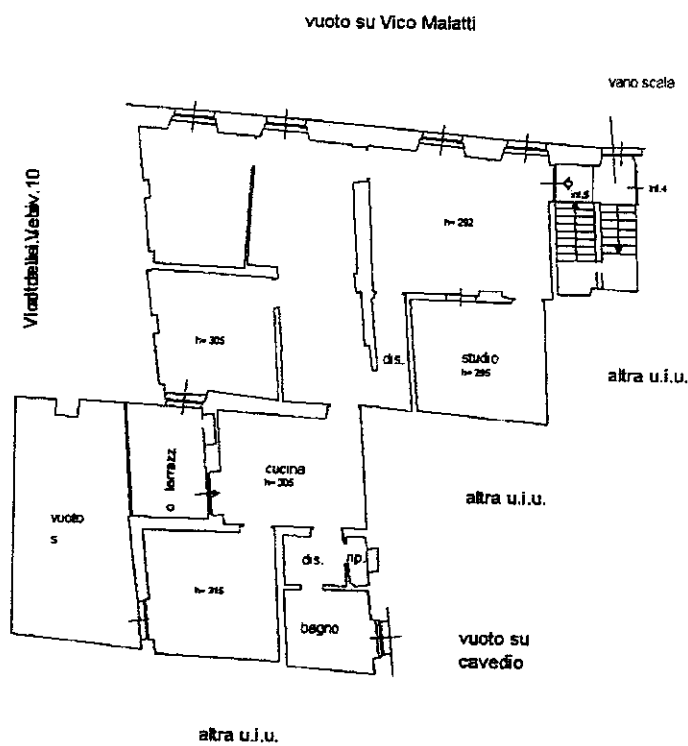 vuoto su Vico Malatti
vano scala
int.5
int.4
h= 292
h= 305
dis.
studio
h= 295
altra u.i.u.
terrazz
o
cucina
h= 305
altra u.i.u.
vuoto
s
dis.
rip.
h= 315
bagno
vuoto su
cavedio
altra u.i.u.